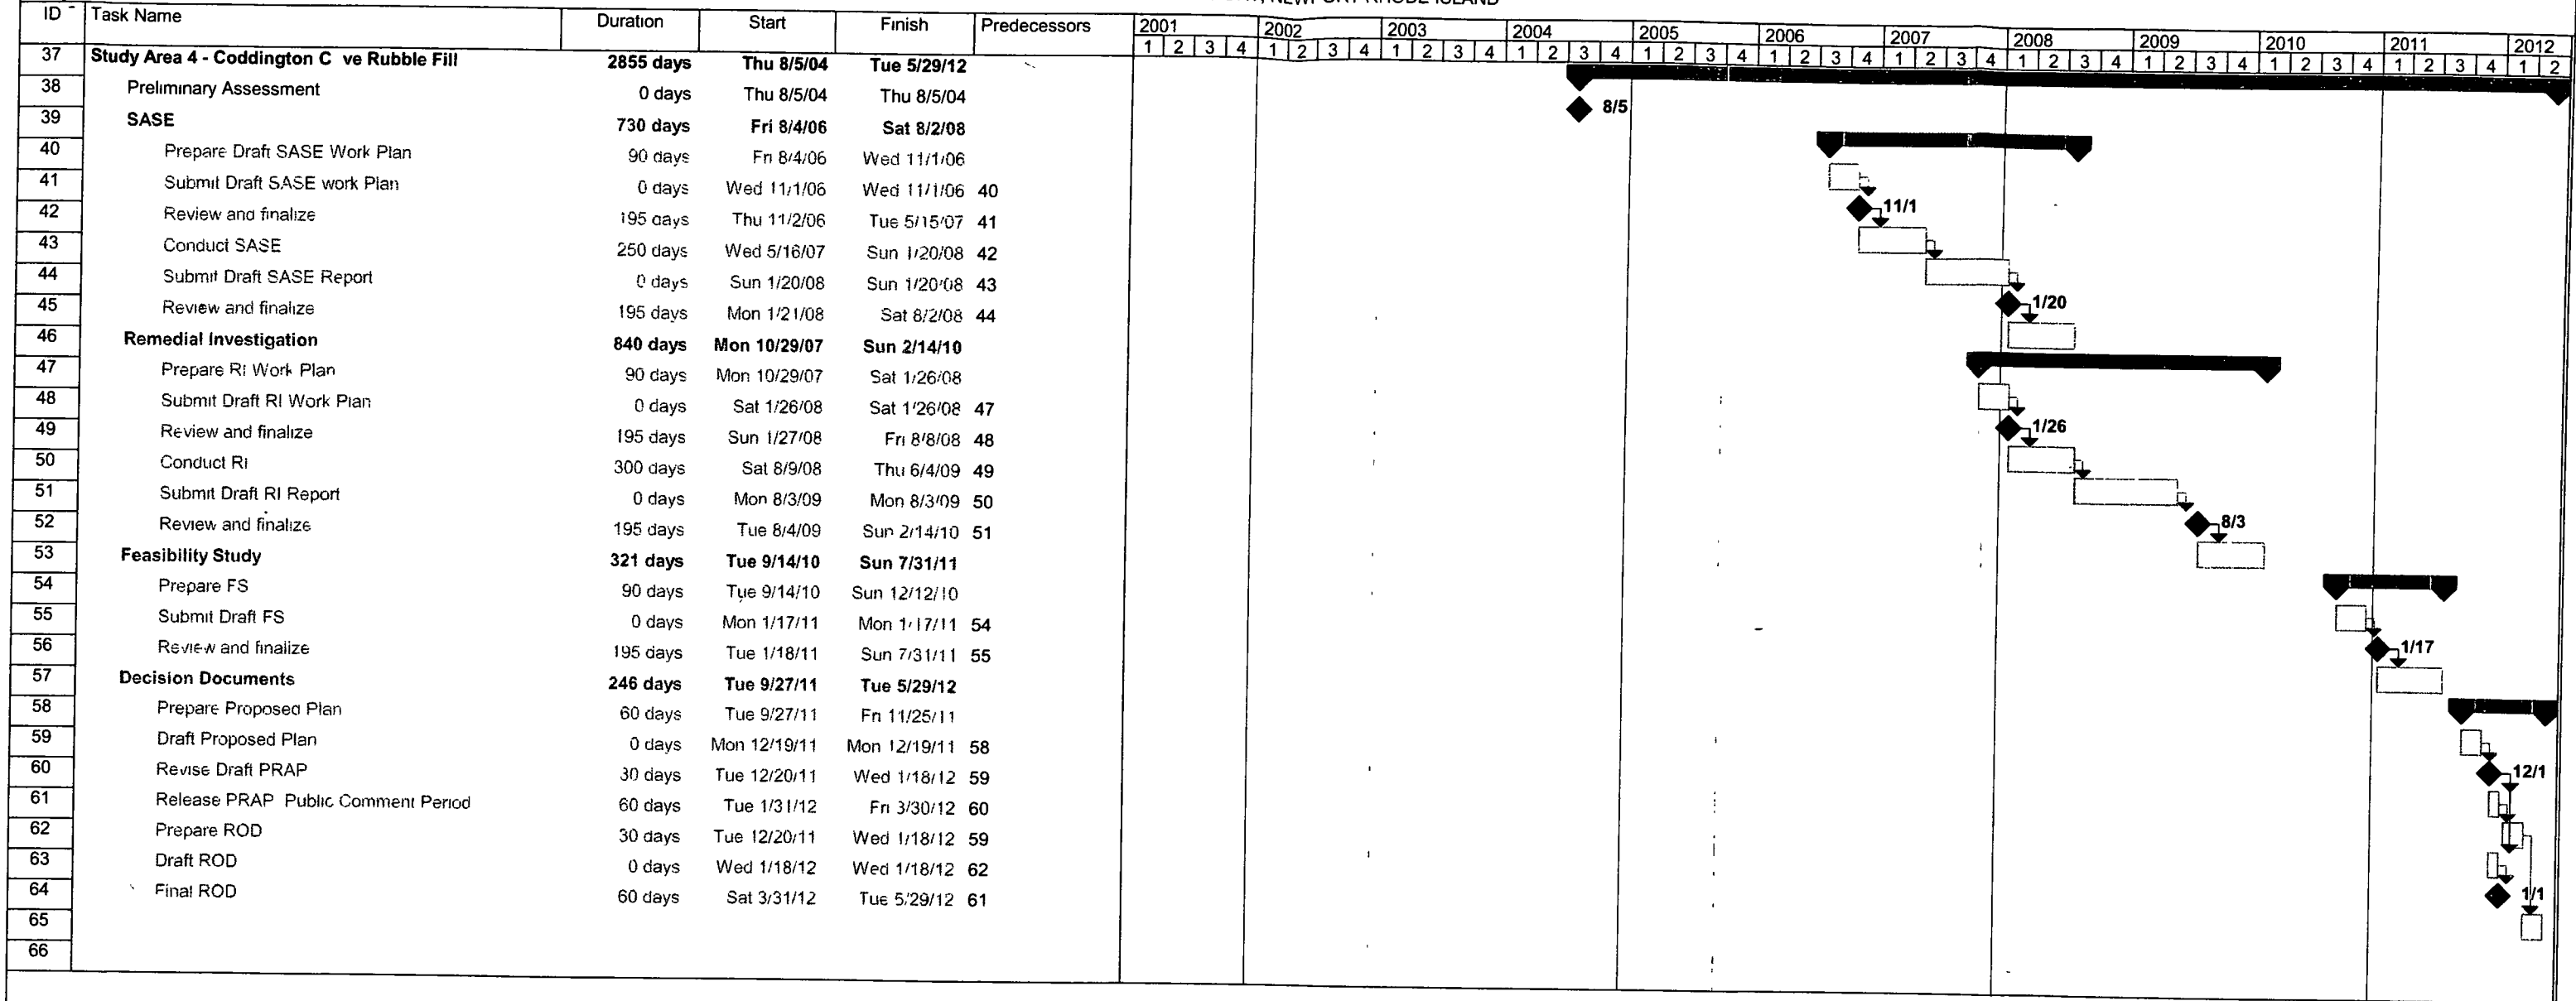 NEWPORT RHODE ISLAND
ID Task Name Duration Start Finish Predecessors 2001 2002 2003 2004 2005 2006 2007 2008 2009 2010 2011 2012
1 2 3 4 1 2 3 4 1 2 3 4 1 2 3 4 1 2 3 4 1 2 3 4 1 2 3 4 1 2 3 4 1 2 3 4 1 2 3 4 1 2 3 4 1 2
37 Study Area 4 - Coddington C ve Rubble Fill 2855 days Thu 8/5/04 Tue 5/29/12
38 Preliminary Assessment 0 days Thu 8/5/04 Thu 8/5/04 8/5
39 SASE 730 days Fri 8/4/06 Sat 8/2/08
40 Prepare Draft SASE Work Plan 90 days Fri 8/4/06 Wed 11/1/06
41 Submit Draft SASE work Plan 0 days Wed 11/1/06 Wed 11/1/06 40 11/1
42 Review and finalize 195 days Thu 11/2/06 Tue 5/15/07 41
43 Conduct SASE 250 days Wed 5/16/07 Sun 1/20/08 42
44 Submit Draft SASE Report 0 days Sun 1/20/08 Sun 1/20/08 43 1/20
45 Review and finalize 195 days Mon 1/21/08 Sat 8/2/08 44
46 Remedial Investigation 840 days Mon 10/29/07 Sun 2/14/10
47 Prepare RI Work Plan 90 days Mon 10/29/07 Sat 1/26/08
48 Submit Draft RI Work Plan 0 days Sat 1/26/08 Sat 1/26/08 47 1/26
49 Review and finalize 195 days Sun 1/27/08 Fri 8/8/08 48
50 Conduct RI 300 days Sat 8/9/08 Thu 6/4/09 49
51 Submit Draft RI Report 0 days Mon 8/3/09 Mon 8/3/09 50 8/3
52 Review and finalize 195 days Tue 8/4/09 Sun 2/14/10 51
53 Feasibility Study 321 days Tue 9/14/10 Sun 7/31/11
54 Prepare FS 90 days Tue 9/14/10 Sun 12/12/10
55 Submit Draft FS 0 days Mon 1/17/11 Mon 1/17/11 54 1/17
56 Review and finalize 195 days Tue 1/18/11 Sun 7/31/11 55
57 Decision Documents 246 days Tue 9/27/11 Tue 5/29/12
58 Prepare Proposed Plan 60 days Tue 9/27/11 Fri 11/25/11
59 Draft Proposed Plan 0 days Mon 12/19/11 Mon 12/19/11 58 12/1
60 Revise Draft PRAP 30 days Tue 12/20/11 Wed 1/18/12 59
61 Release PRAP Public Comment Period 60 days Tue 1/31/12 Fri 3/30/12 60
62 Prepare ROD 30 days Tue 12/20/11 Wed 1/18/12 59
63 Draft ROD 0 days Wed 1/18/12 Wed 1/18/12 62 1/1
64 Final ROD 60 days Sat 3/31/12 Tue 5/29/12 61
65
66